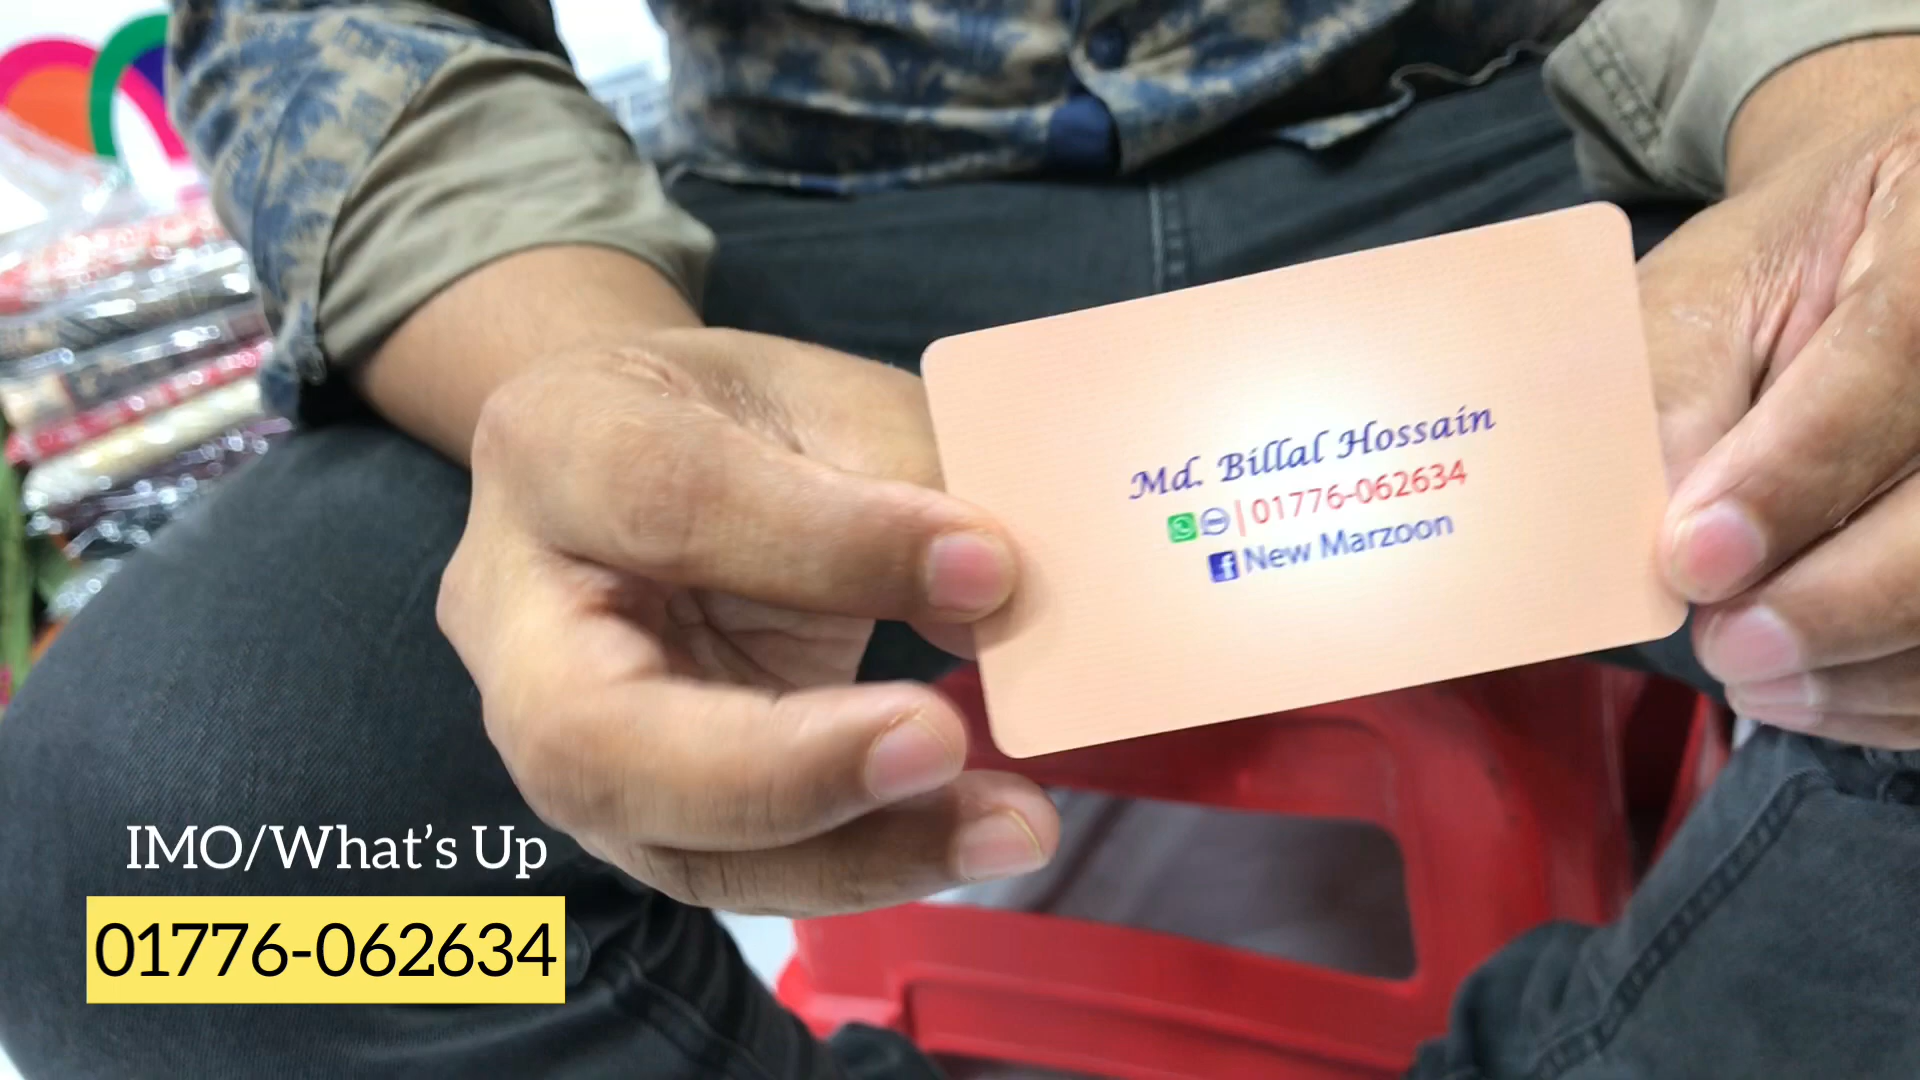 Md. Billal Hossain
01776-062634
New Marzoon
IMO/What’s Up
01776-062634